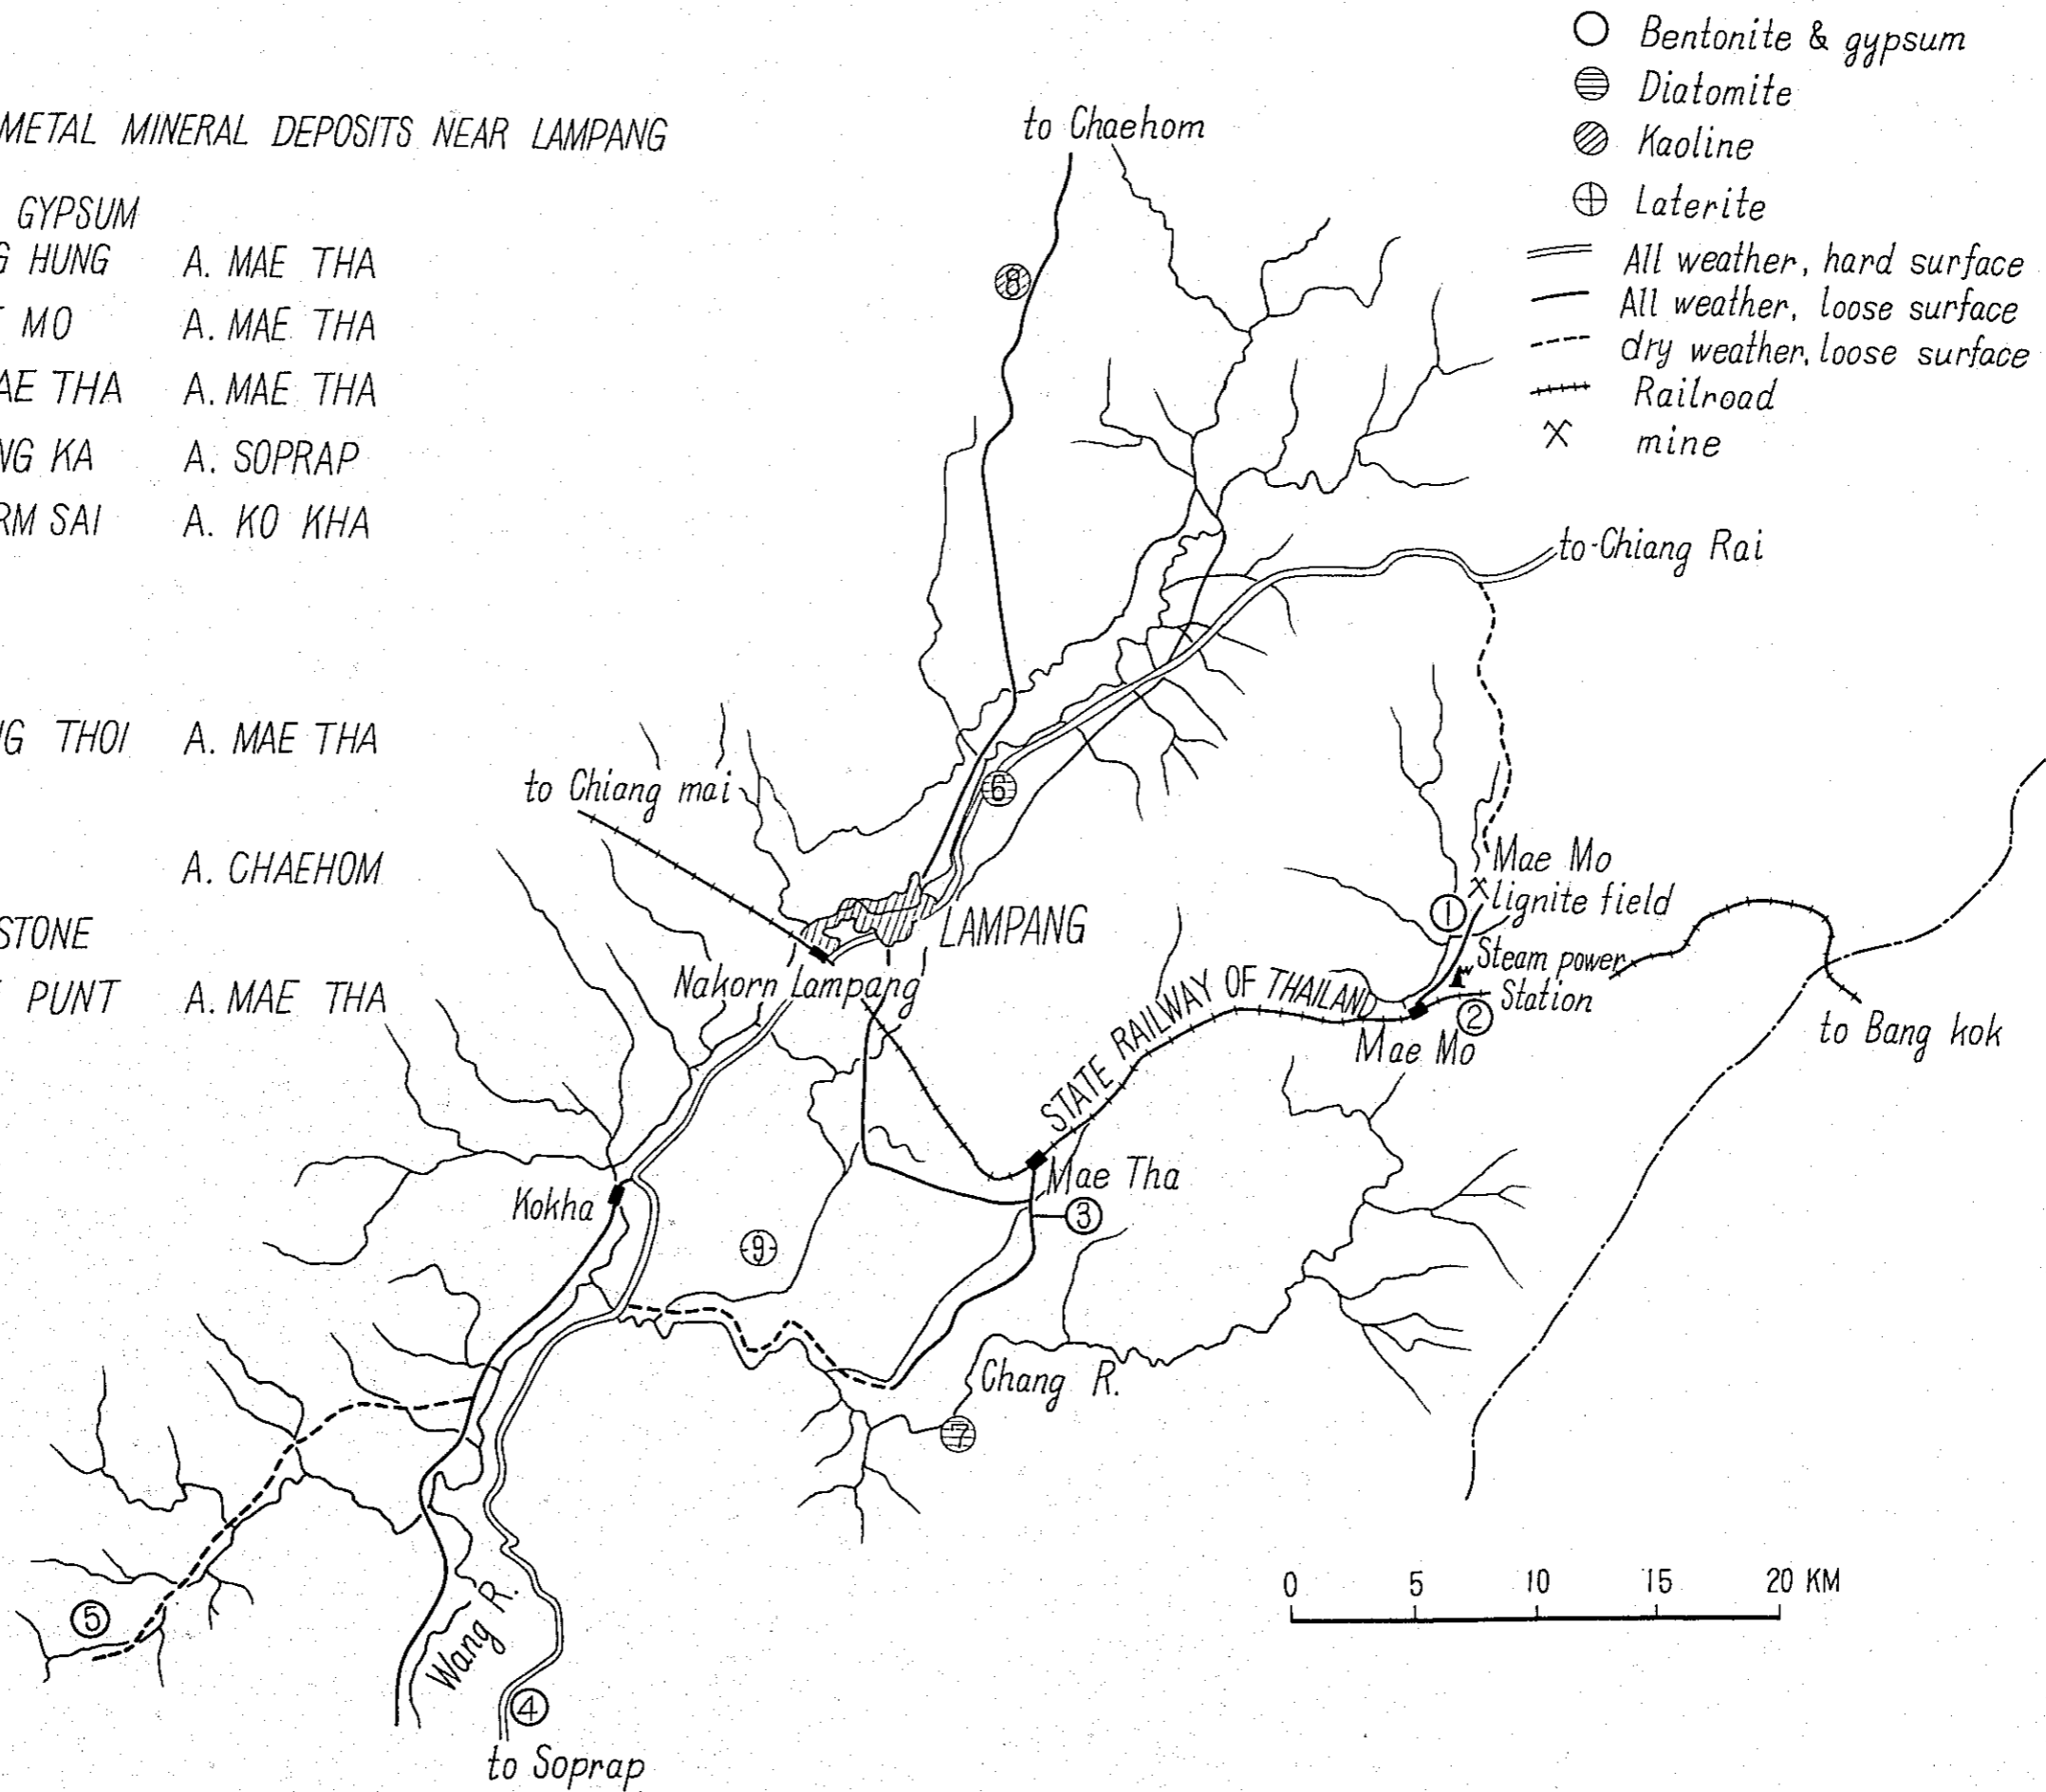 METAL MINERAL DEPOSITS NEAR LAMPANG
GYPSUM
G HUNG A. MAE THA
MO A. MAE THA
AE THA A. MAE THA
NG KA A. SOPRAP
RM SAI A. KO KHA
NG THOI A. MAE THA
A. CHAEHOM
STONE
PUNT A. MAE THA
Bentonite & gypsum
Diatomite
Kaoline
Laterite
All weather, hard surface
All weather, loose surface
dry weather, loose surface
Railroad
mine
to Chaehom
8
to Chiang Rai
to Chiang mai
6
Mae Mo
lignite field
1
LAMPANG
Nakorn Lampang
Steam power
Station
STATE RAILWAY OF THAILAND
2
Mae Mo
to Bang kok
Mae Tha
Kokha
3
9
Chang R.
7
5
Wang R.
4
to Soprap
0 5 10 15 20 KM